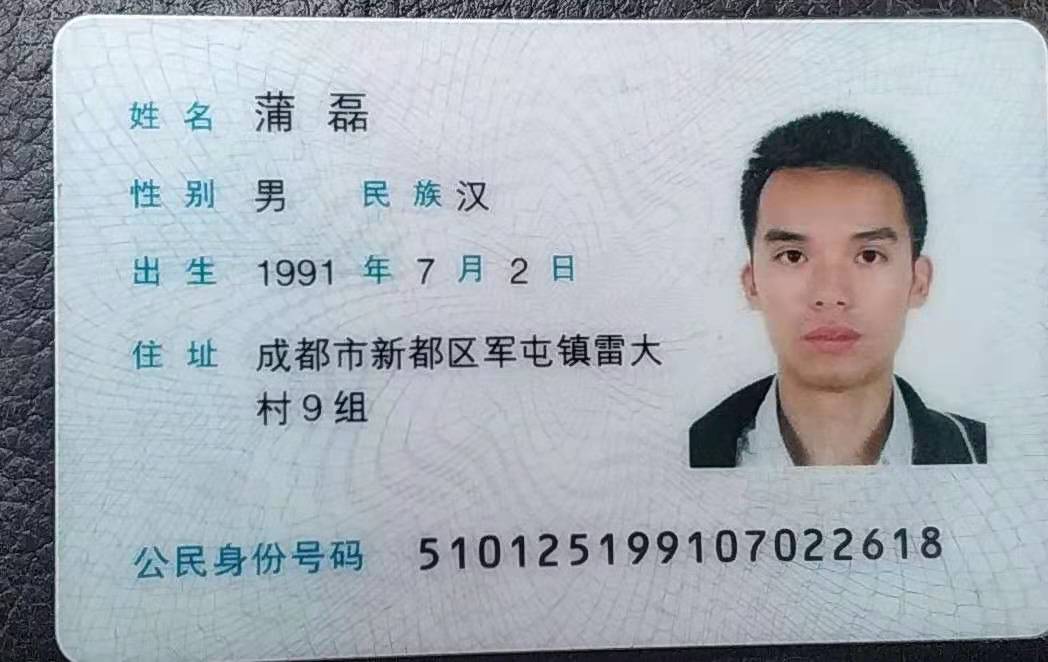 姓名 蒲磊
性别 男 民族 汉
出生 1991 年 7 月 2 日
住址 成都市新都区军屯镇雷大
村9组
公民身份号码 510125199107022618